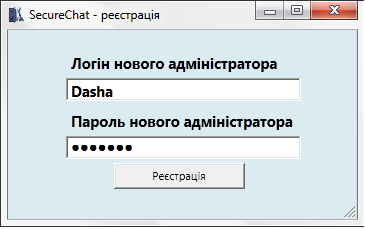 SecureChat - реєстрація
Логін нового адміністратора
Dasha
Пароль нового адміністратора
●●●●●●●
Реєстрація